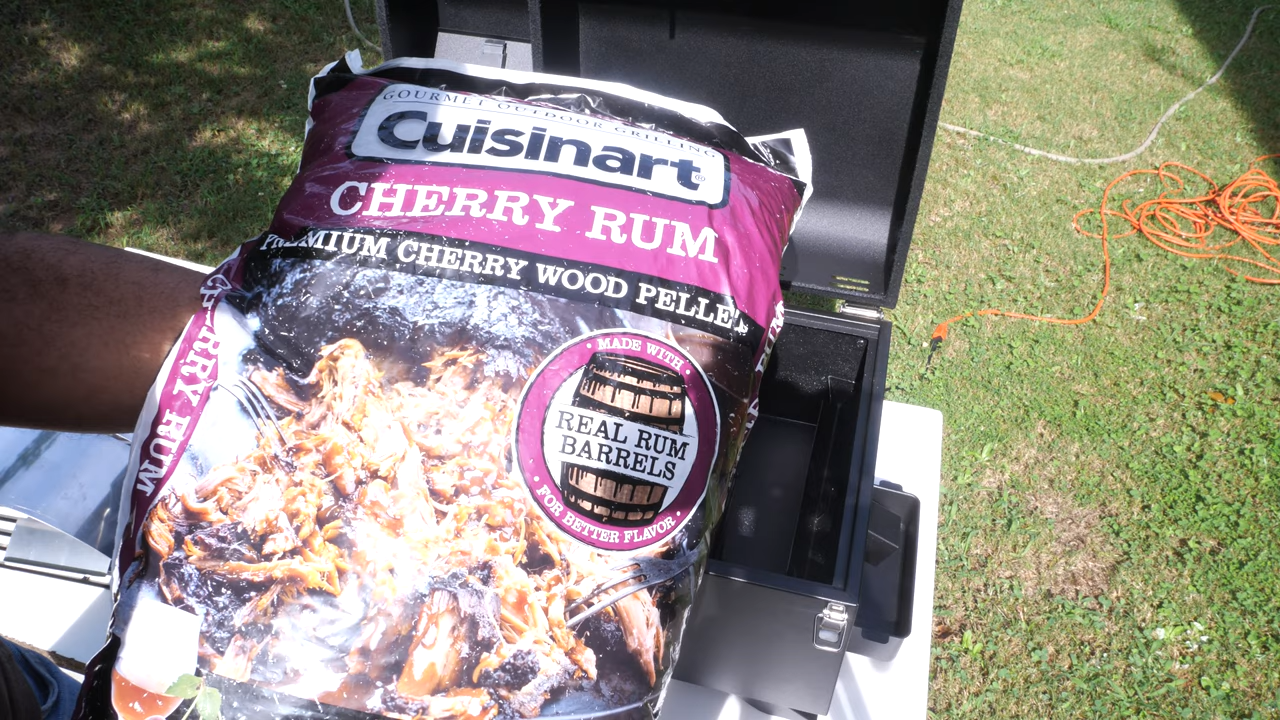 GOURMET OUTDOOR GRILLING
Cuisinart®
CHERRY RUM
PREMIUM CHERRY WOOD PELLETS
MADE WITH
REAL RUM
BARRELS
FOR BETTER FLAVOR
CHERRY RUM
RUM